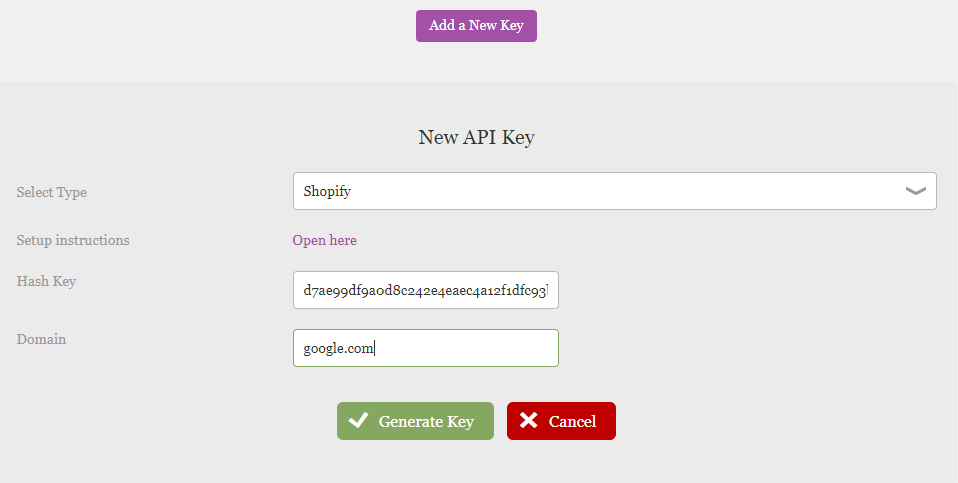 Add a New Key
New API Key
Select Type
Shopify
Setup instructions
Open here
Hash Key
d7ae99df9a0d8c242e4eaec4a12f1dfc93
Domain
google.com
Generate Key
Cancel